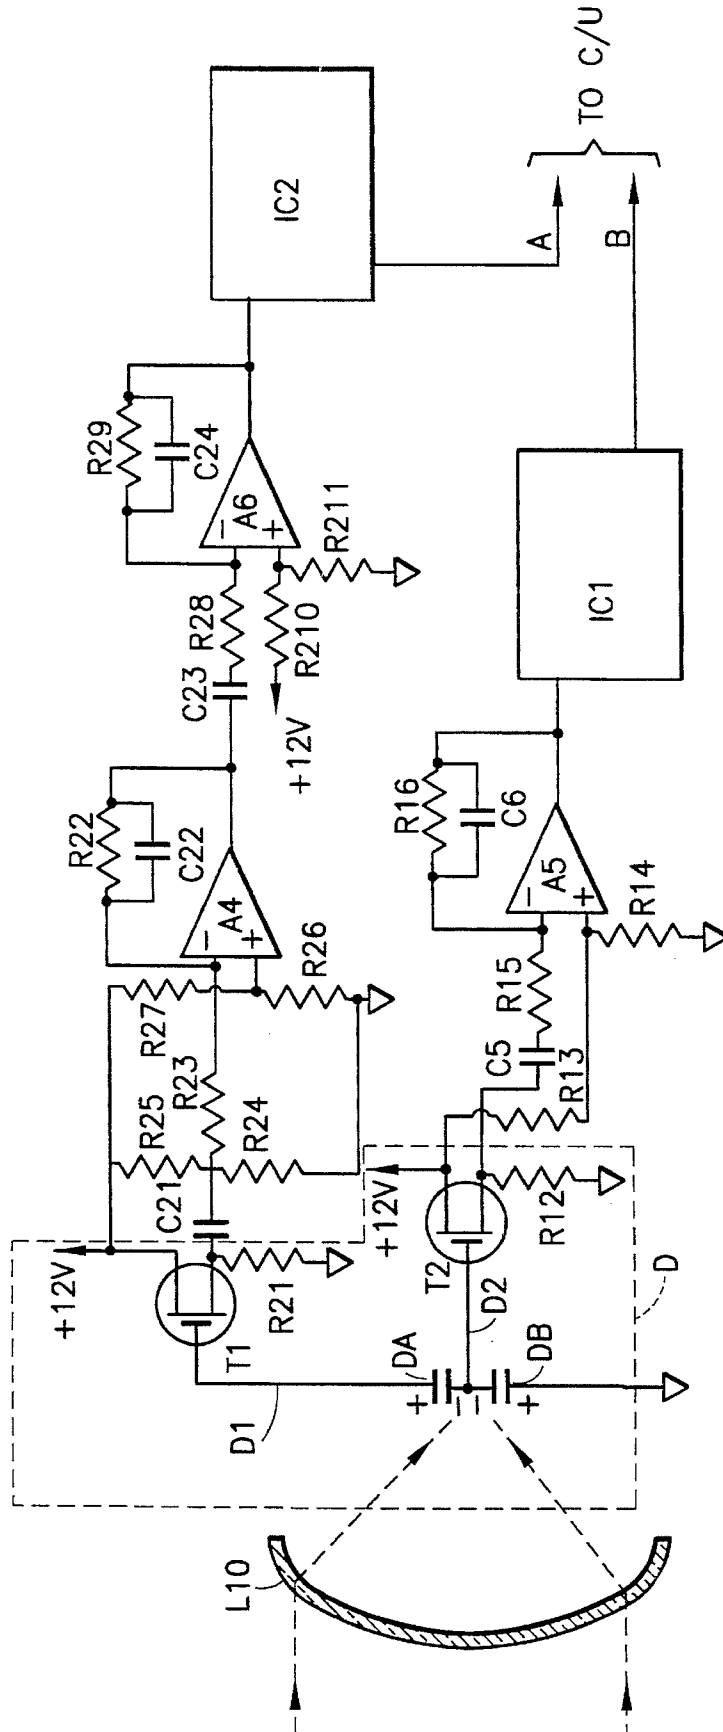 L10
D1
DA
D2
DB
D
+12V
T1
R21
C21
R25
R24
R23
R27
R26
R22
C22
−
A4
+
C23
R28
+12V
R210
R211
R29
C24
−
A6
+
IC2
+12V
T2
R12
R13
C5
R15
R14
R16
C6
−
A5
+
IC1
A
B
TO C/U
+
−
−
+